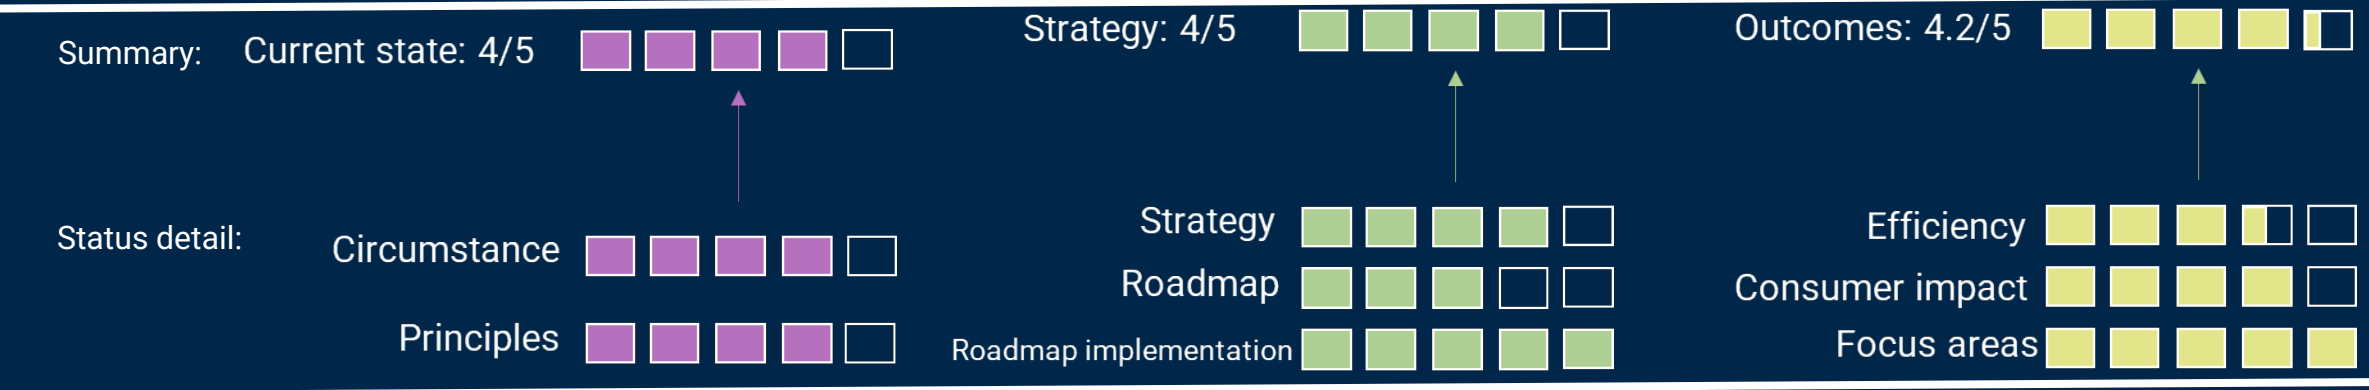 Summary:
Current state: 4/5
Strategy: 4/5
Outcomes: 4.2/5
Status detail:
Circumstance
Principles
Strategy
Roadmap
Roadmap implementation
Efficiency
Consumer impact
Focus areas